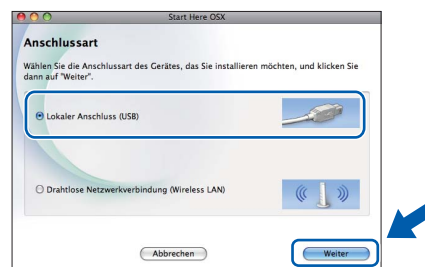 Start Here OSX
Anschlussart
Wählen Sie die Anschlussart des Gerätes, das Sie installieren möchten, und klicken Sie
dann auf "Weiter".
Lokaler Anschluss (USB)
Drahtlose Netzwerkverbindung (Wireless LAN)
Abbrechen
Weiter